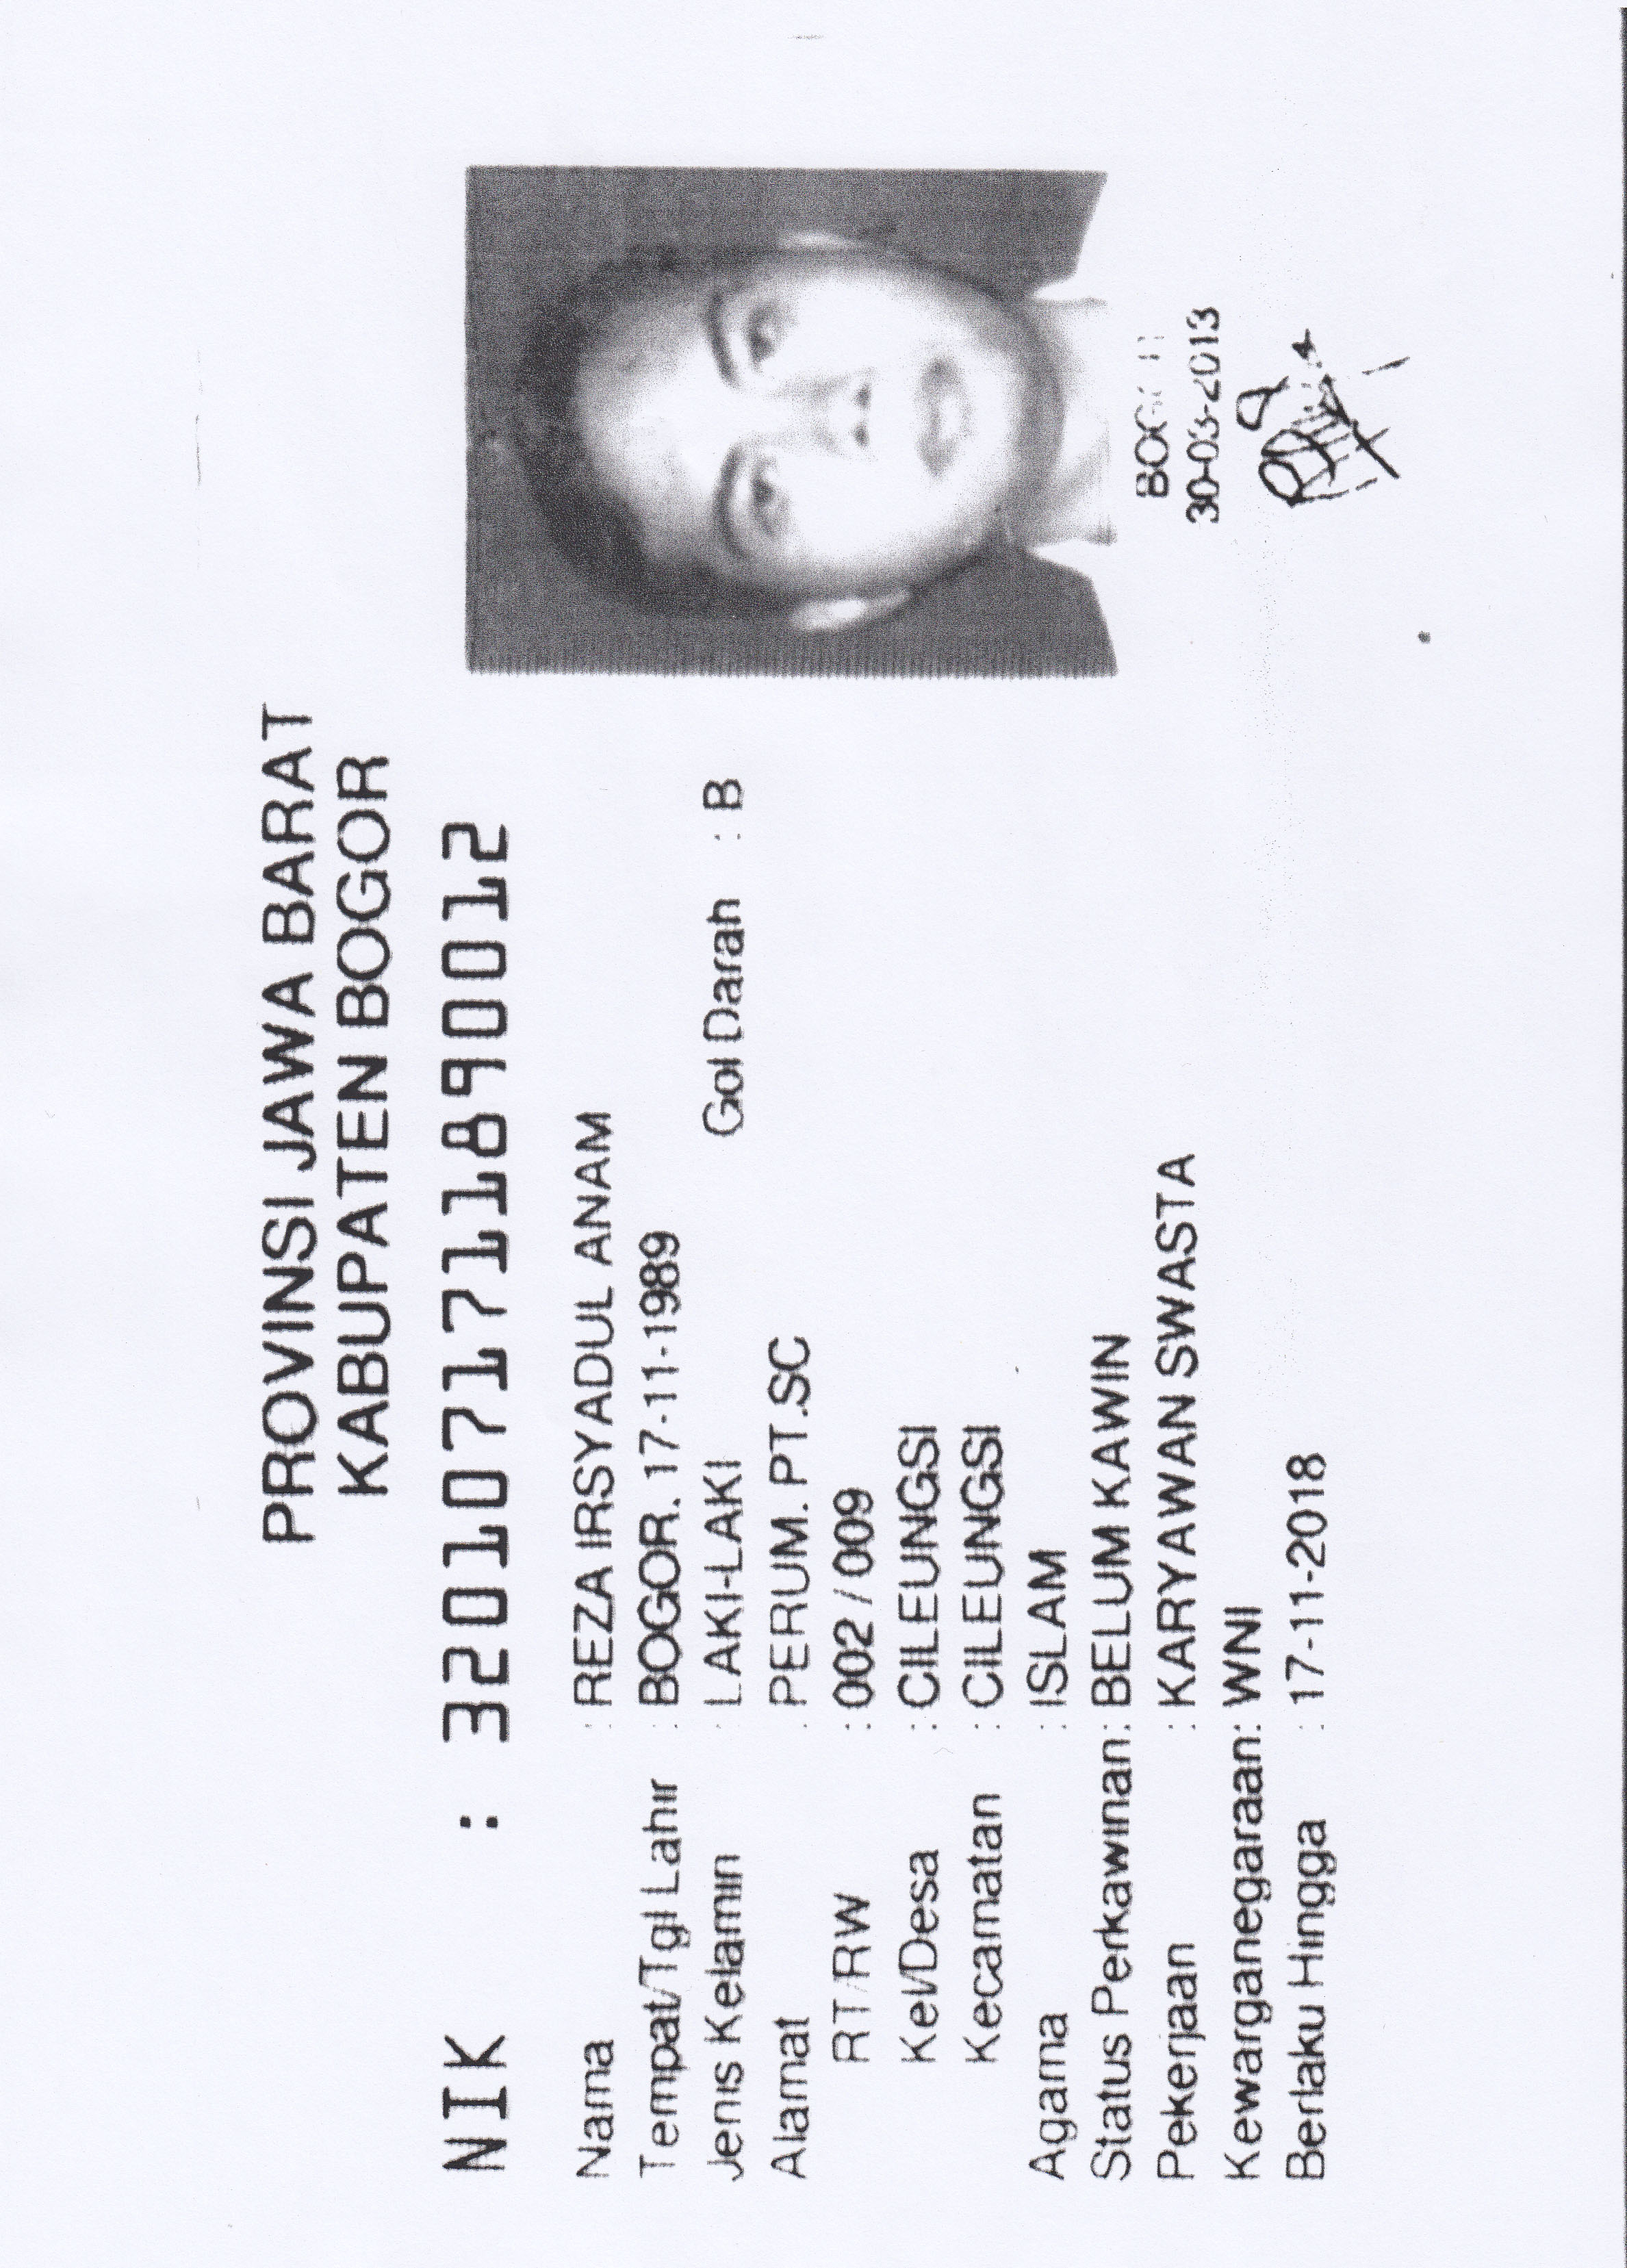 PROVINSI JAWA BARAT
KABUPATEN BOGOR
NIK : 3201071711890012
Nama : REZA IRSYADUL ANAM
Tempat/Tgl Lahir : BOGOR, 17-11-1989
Jenis Kelamin : LAKI-LAKI Gol Darah : B
Alamat : PERUM. PT.SC
RT/RW : 002 / 009
Kel/Desa : CILEUNGSI
Kecamatan : CILEUNGSI
Agama : ISLAM
Status Perkawinan: BELUM KAWIN
Pekerjaan : KARYAWAN SWASTA
Kewarganegaraan: WNI
Berlaku Hingga : 17-11-2018
BOGOR
30-03-2013